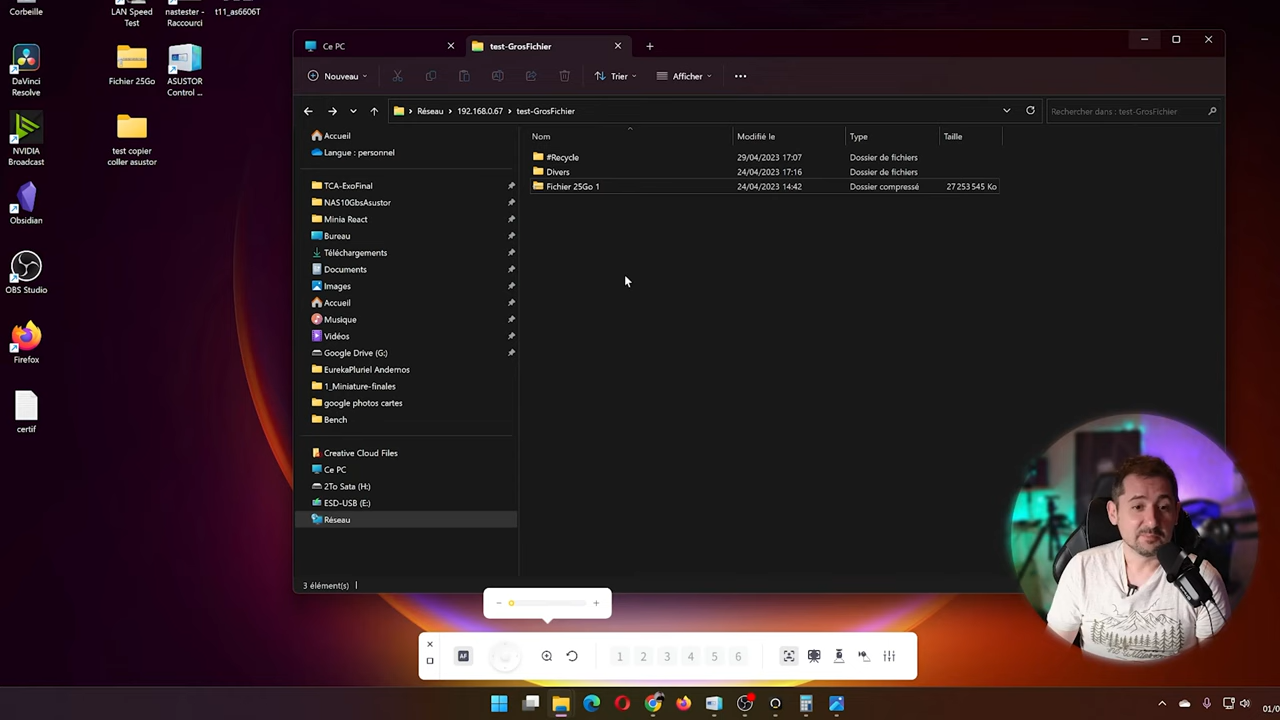 Corbeille
LAN Speed
Test
nastester -
Raccourci
t11_as6606T
DaVinci
Resolve
Fichier 25Go
ASUSTOR
Control ...
NVIDIA
Broadcast
test copier
coller asustor
Obsidian
OBS Studio
Firefox
certif
Ce PC
test-GrosFichier
Nouveau
Trier
Afficher
Réseau > 192.168.0.67 > test-GrosFichier
Rechercher dans : test-GrosFichier
Accueil
Langue : personnel
TCA-ExoFinal
NAS10GbsAsustor
Minia React
Bureau
Téléchargements
Documents
Images
Accueil
Musique
Vidéos
Google Drive (G:)
EurekaPluriel Andernos
1_Miniature-finales
google photos cartes
Bench
Creative Cloud Files
Ce PC
2To Sata (H:)
ESD-USB (E:)
Réseau
Nom Modifié le Type Taille
#Recycle 29/04/2023 17:07 Dossier de fichiers
Divers 24/04/2023 17:16 Dossier de fichiers
Fichier 25Go 1 24/04/2023 14:42 Dossier compressé 27 253 545 Ko
3 élément(s)
AF
1 2 3 4 5 6
01/0